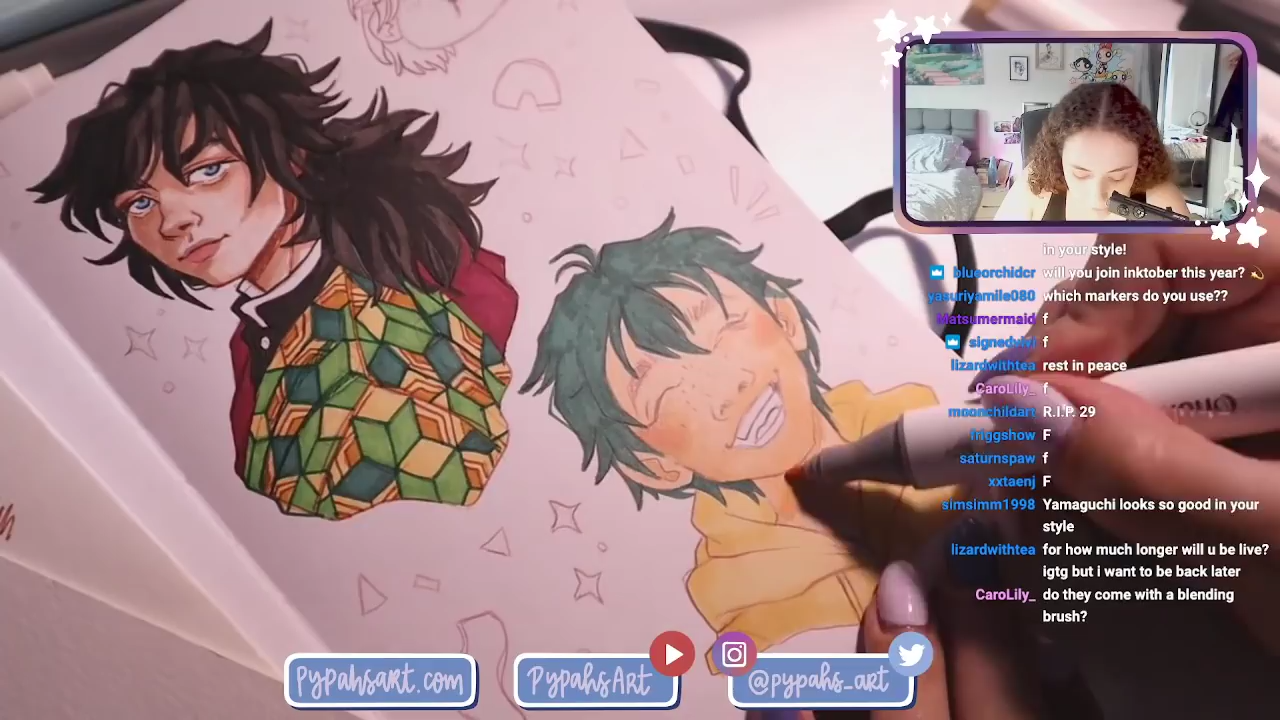 in your style!
blueorchidcr will you join inktober this year?
yasuriyamile080 which markers do you use??
Matsumermaid f
f
lizardwithtea rest in peace
CaroLily_ f
moonchildart R.I.P. 29
friggshow F
saturnspaw f
xxtaenj F
simsimm1998 Yamaguchi looks so good in your
style
lizardwithtea for how much longer will u be live?
igtg but i want to be back later
CaroLily_ do they come with a blending
brush?
Pypahsart.com
PypahsArt
@pypahs_art